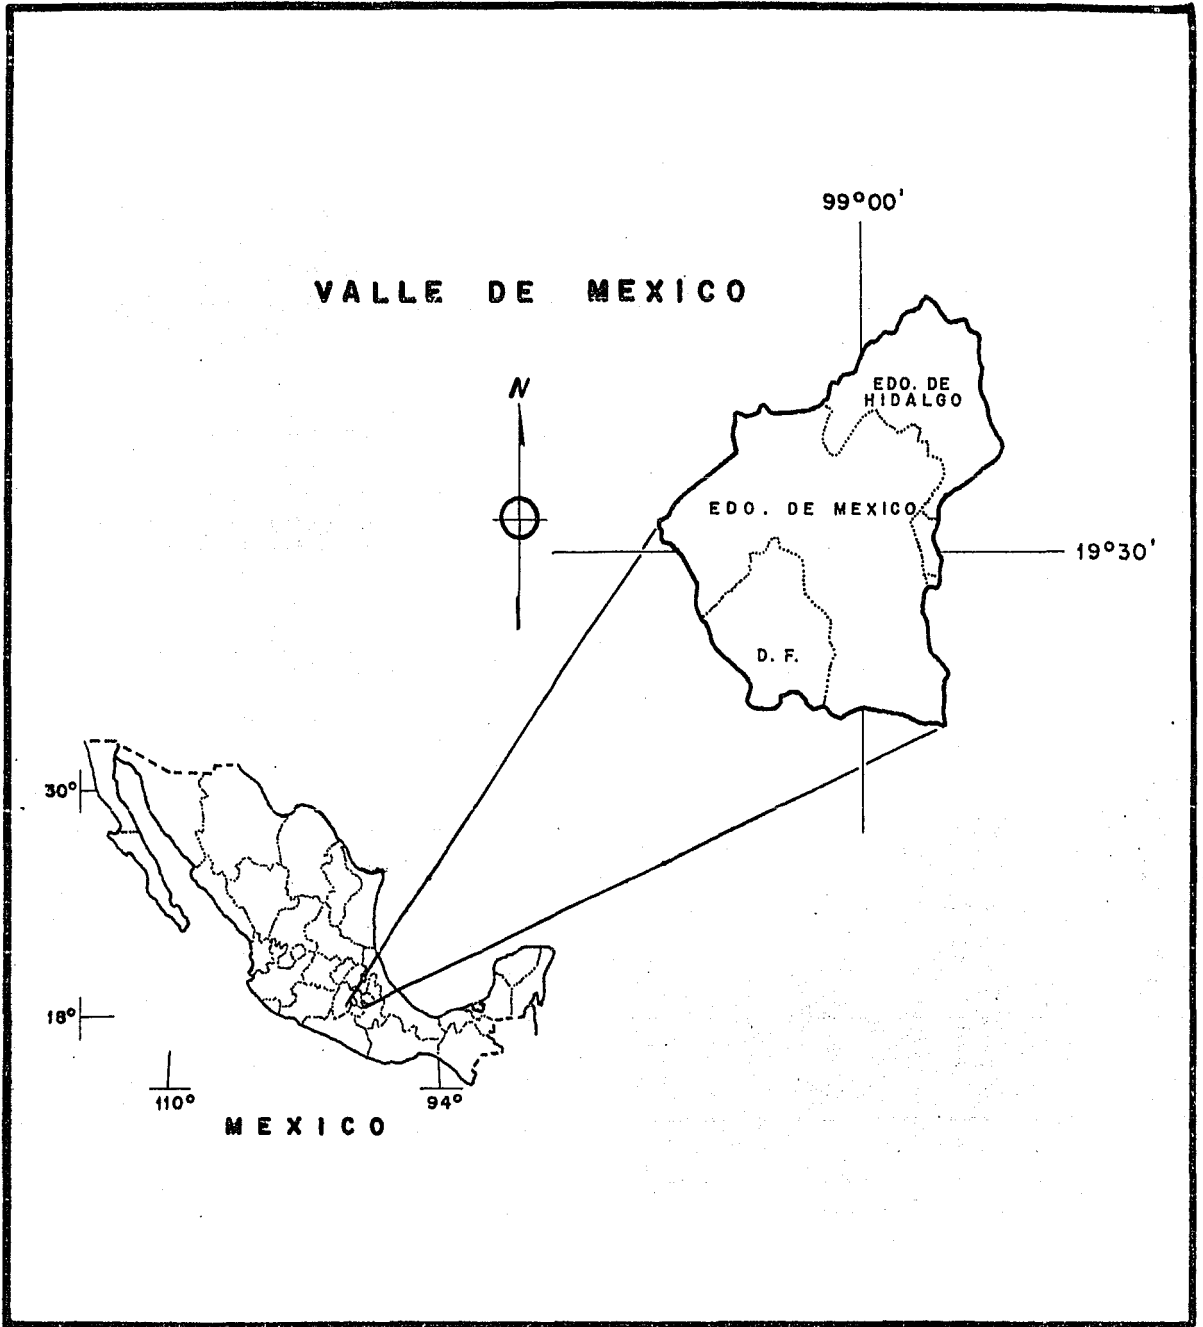 99°00'
VALLE DE MEXICO
N
EDO. DE
HIDALGO
EDO. DE MEXICO
19°30'
D. F.
30°
18°
110°
94°
MEXICO